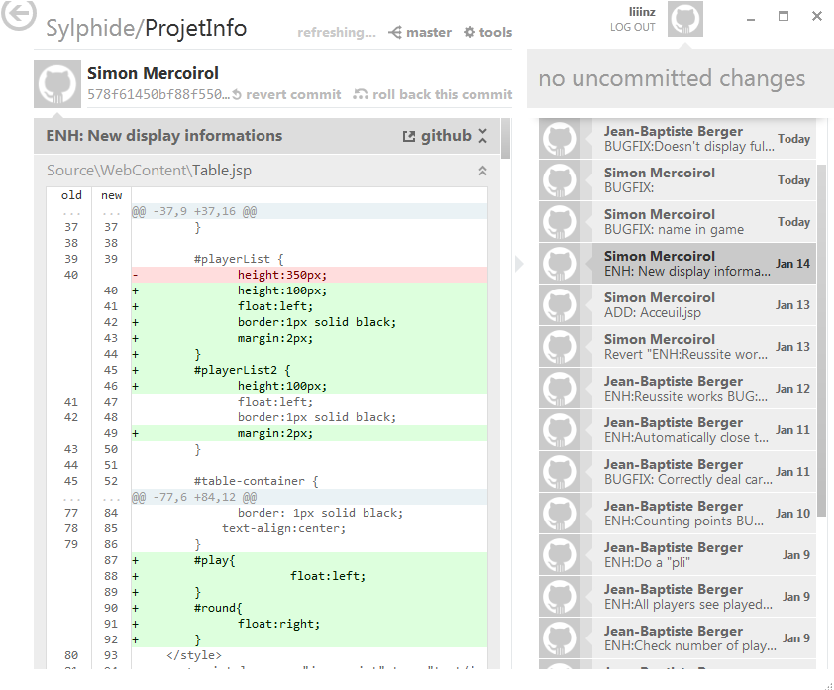 Sylphide/ProjetInfo
refreshing... master tools
liiinz
LOG OUT
Simon Mercoirol
578f61450bf88f550... revert commit roll back this commit
ENH: New display informations github
Source\WebContent\Table.jsp
old new
... ... @@ -37,9 +37,16 @@
37 37 }
38 38
39 39 #playerList {
40 - height:350px;
40 + height:100px;
41 + float:left;
42 + border:1px solid black;
43 + margin:2px;
44 + }
45 + #playerList2 {
46 + height:100px;
41 47 float:left;
42 48 border:1px solid black;
49 + margin:2px;
43 50 }
44 51
45 52 #table-container {
... ... @@ -77,6 +84,12 @@
77 84 border: 1px solid black;
78 85 text-align:center;
79 86 }
87 + #play{
88 + float:left;
89 + }
90 + #round{
91 + float:right;
92 + }
80 93 </style>
no uncommitted changes
Jean-Baptiste Berger
BUGFIX:Doesn't display ful... Today
Simon Mercoirol
BUGFIX: Today
Simon Mercoirol
BUGFIX: name in game Today
Simon Mercoirol
ENH: New display informa... Jan 14
Simon Mercoirol
ADD: Acceuil.jsp Jan 13
Simon Mercoirol
Revert "ENH:Reussite wor... Jan 13
Jean-Baptiste Berger
ENH:Reussite works BUG:... Jan 12
Jean-Baptiste Berger
ENH:Automatically close t... Jan 11
Jean-Baptiste Berger
BUGFIX: Correctly deal car... Jan 11
Jean-Baptiste Berger
ENH:Counting points BU... Jan 10
Jean-Baptiste Berger
ENH:Do a "pli" Jan 9
Jean-Baptiste Berger
ENH:All players see played... Jan 9
Jean-Baptiste Berger
ENH:Check number of play... Jan 9